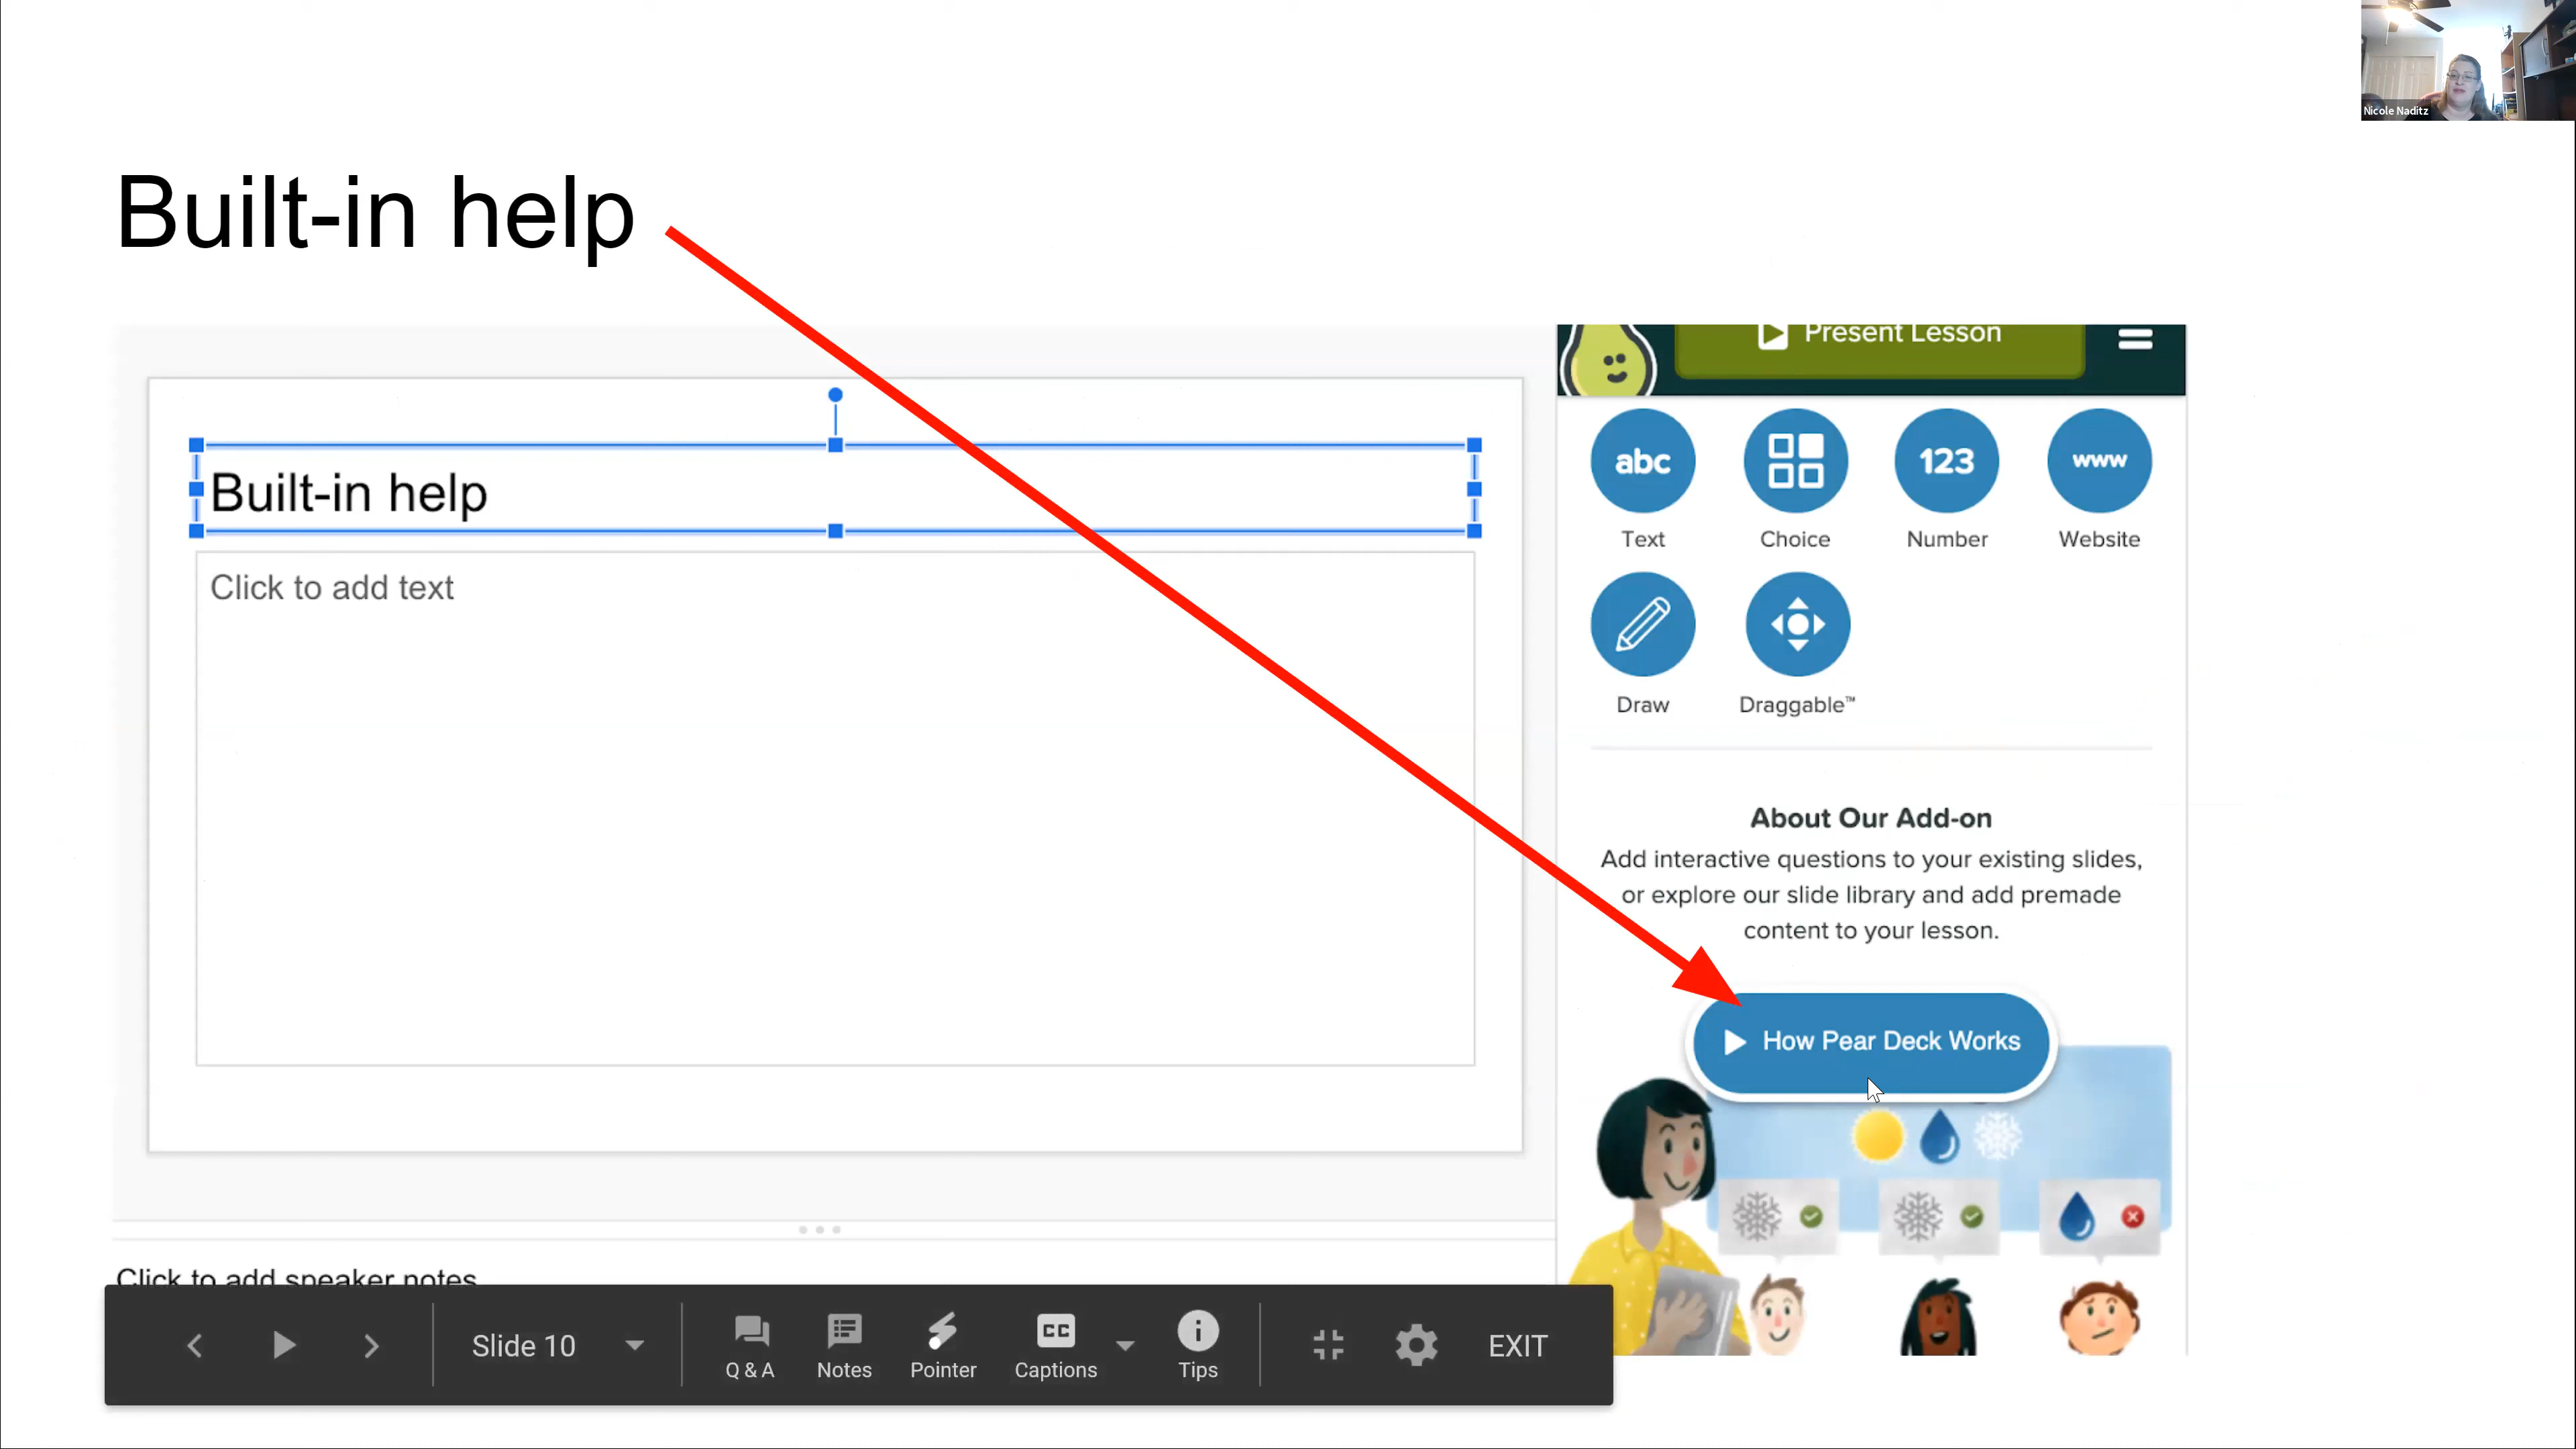 Nicole Naditz
Built-in help
Present Lesson
Built-in help
Click to add text
abc
123
www
Text
Choice
Number
Website
Draw
Draggable™
About Our Add-on
Add interactive questions to your existing slides,
or explore our slide library and add premade
content to your lesson.
How Pear Deck Works
Click to add speaker notes
Slide 10
Q & A
Notes
Pointer
CC
Captions
Tips
EXIT